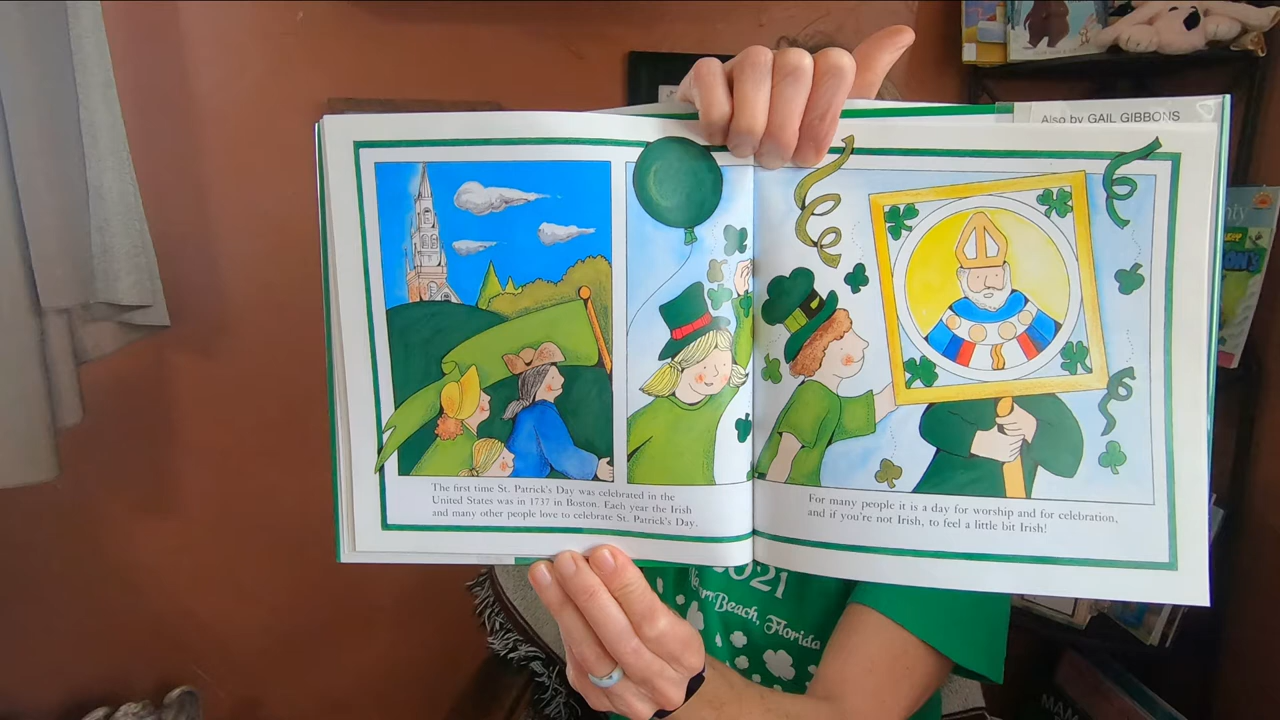 Also by GAIL GIBBONS
The first time St. Patrick's Day was celebrated in the
United States was in 1737 in Boston. Each year the Irish
and many other people love to celebrate St. Patrick's Day.
For many people it is a day for worship and for celebration,
and if you're not Irish, to feel a little bit Irish!
2021
Beach, Florida